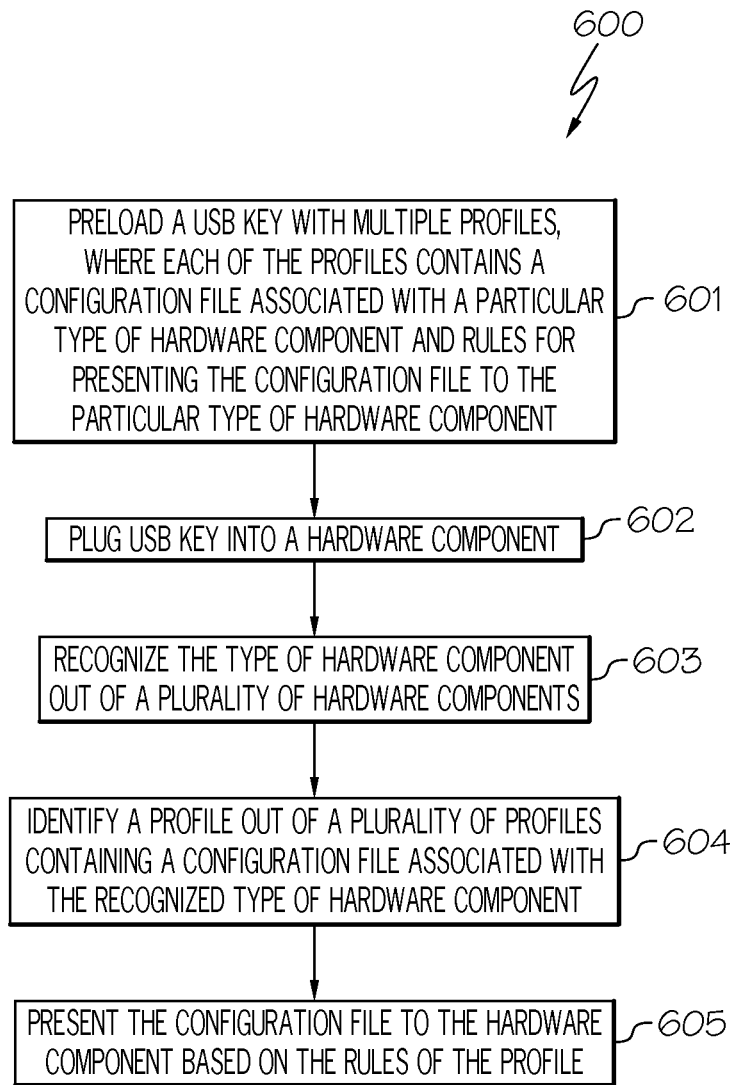 600
PRELOAD A USB KEY WITH MULTIPLE PROFILES,
WHERE EACH OF THE PROFILES CONTAINS A
CONFIGURATION FILE ASSOCIATED WITH A PARTICULAR
TYPE OF HARDWARE COMPONENT AND RULES FOR
PRESENTING THE CONFIGURATION FILE TO THE
PARTICULAR TYPE OF HARDWARE COMPONENT
601
PLUG USB KEY INTO A HARDWARE COMPONENT
602
RECOGNIZE THE TYPE OF HARDWARE COMPONENT
OUT OF A PLURALITY OF HARDWARE COMPONENTS
603
IDENTIFY A PROFILE OUT OF A PLURALITY OF PROFILES
CONTAINING A CONFIGURATION FILE ASSOCIATED WITH
THE RECOGNIZED TYPE OF HARDWARE COMPONENT
604
PRESENT THE CONFIGURATION FILE TO THE HARDWARE
COMPONENT BASED ON THE RULES OF THE PROFILE
605